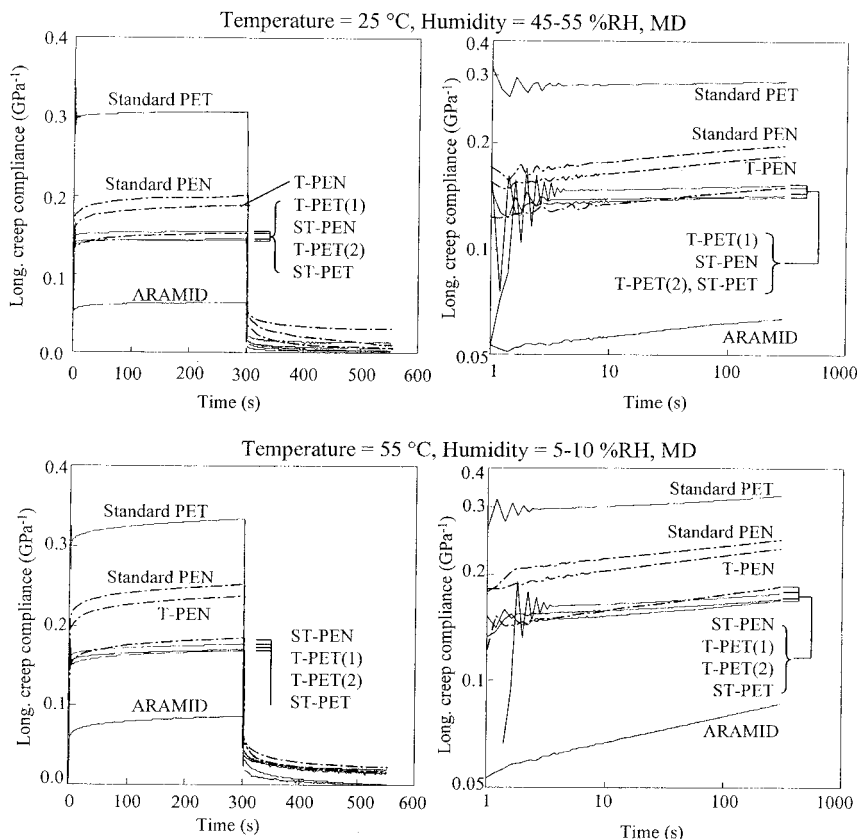 Temperature = 25 °C, Humidity = 45-55 %RH, MD
Long. creep compliance (GPa-1)
0.4
0.3
0.2
0.1
0.0
Standard PET
Standard PEN
T-PEN
T-PET(1)
ST-PEN
T-PET(2)
ST-PET
ARAMID
0 100 200 300 400 500 600
Time (s)
Long. creep compliance (GPa-1)
0.4
0.3
0.2
0.1
0.05
Standard PET
Standard PEN
T-PEN
T-PET(1)
ST-PEN
T-PET(2), ST-PET
ARAMID
1 10 100 1000
Time (s)
Temperature = 55 °C, Humidity = 5-10 %RH, MD
Long. creep compliance (GPa-1)
0.4
0.3
0.2
0.1
0.0
Standard PET
Standard PEN
T-PEN
ST-PEN
T-PET(1)
T-PET(2)
ST-PET
ARAMID
0 100 200 300 400 500 600
Time (s)
Long. creep compliance (GPa-1)
0.4
0.3
0.2
0.1
0.05
Standard PET
Standard PEN
T-PEN
ST-PEN
T-PET(1)
T-PET(2)
ST-PET
ARAMID
1 10 100 1000
Time (s)